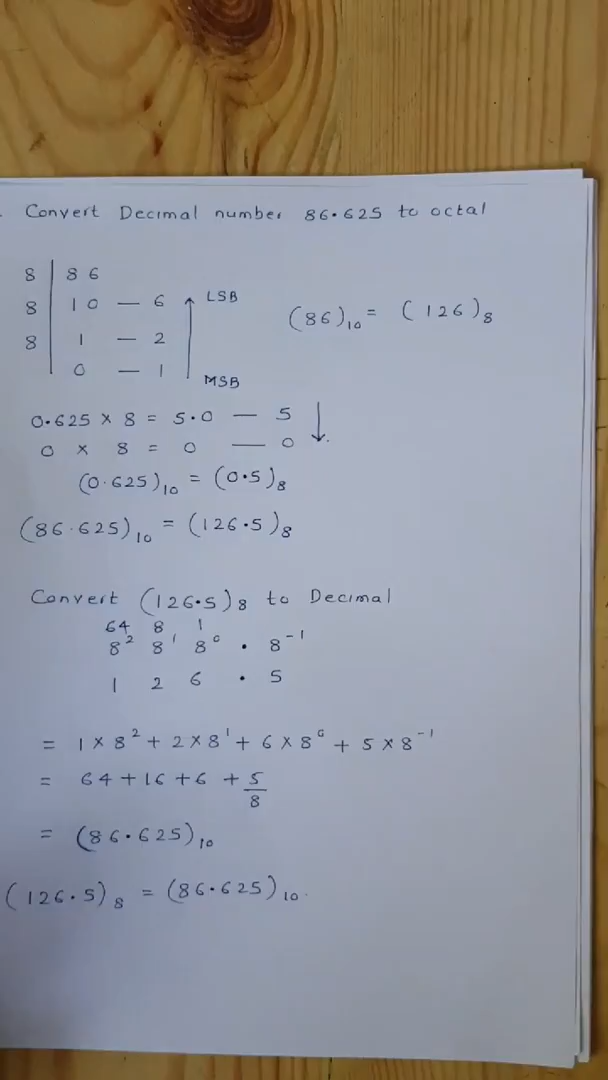 . Convert Decimal number 86.625 to octal
8 | 86
8 | 10 — 6 LSB
8 | 1 — 2
0 — 1 MSB
(86)₁₀ = (126)₈
0.625 × 8 = 5.0 — 5
0 × 8 = 0 — 0
(0.625)₁₀ = (0.5)₈
(86.625)₁₀ = (126.5)₈
Convert (126.5)₈ to Decimal
64 8 1
8² 8¹ 8⁰ . 8⁻¹
1 2 6 . 5
= 1 × 8² + 2 × 8¹ + 6 × 8⁰ + 5 × 8⁻¹
= 64 + 16 + 6 + 5/8
= (86.625)₁₀
(126.5)₈ = (86.625)₁₀.